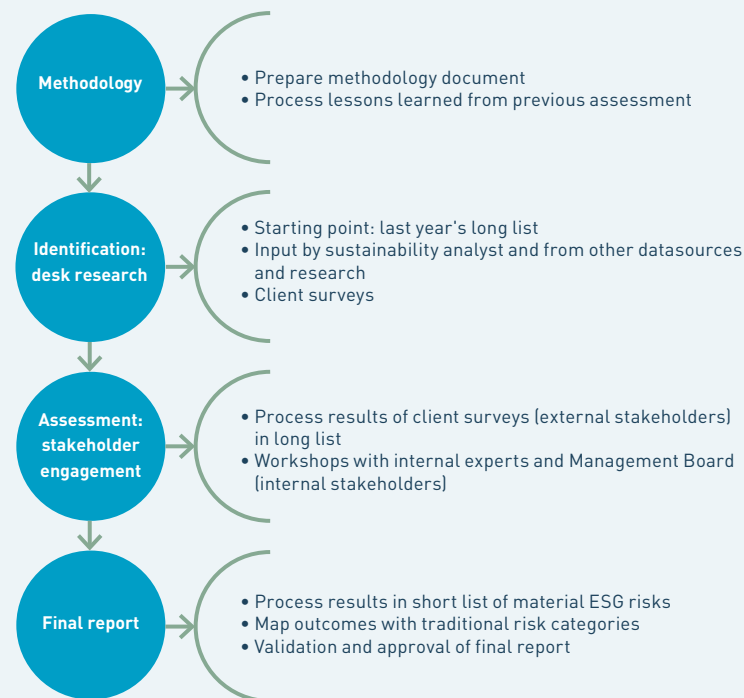 Methodology
• Prepare methodology document
• Process lessons learned from previous assessment
Identification:
desk research
• Starting point: last year's long list
• Input by sustainability analyst and from other datasources
and research
• Client surveys
Assessment:
stakeholder
engagement
• Process results of client surveys (external stakeholders)
in long list
• Workshops with internal experts and Management Board
(internal stakeholders)
Final report
• Process results in short list of material ESG risks
• Map outcomes with traditional risk categories
• Validation and approval of final report